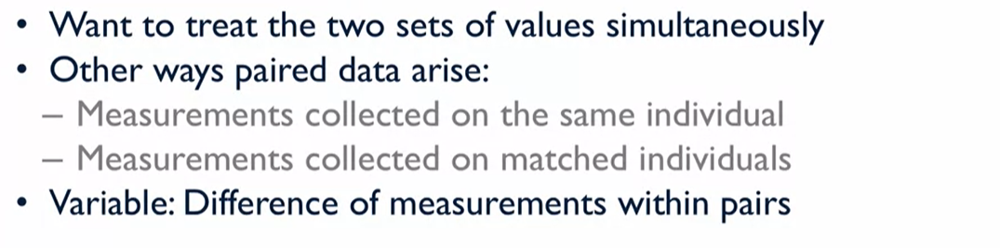 • Want to treat the two sets of values simultaneously
• Other ways paired data arise:
– Measurements collected on the same individual
– Measurements collected on matched individuals
• Variable: Difference of measurements within pairs